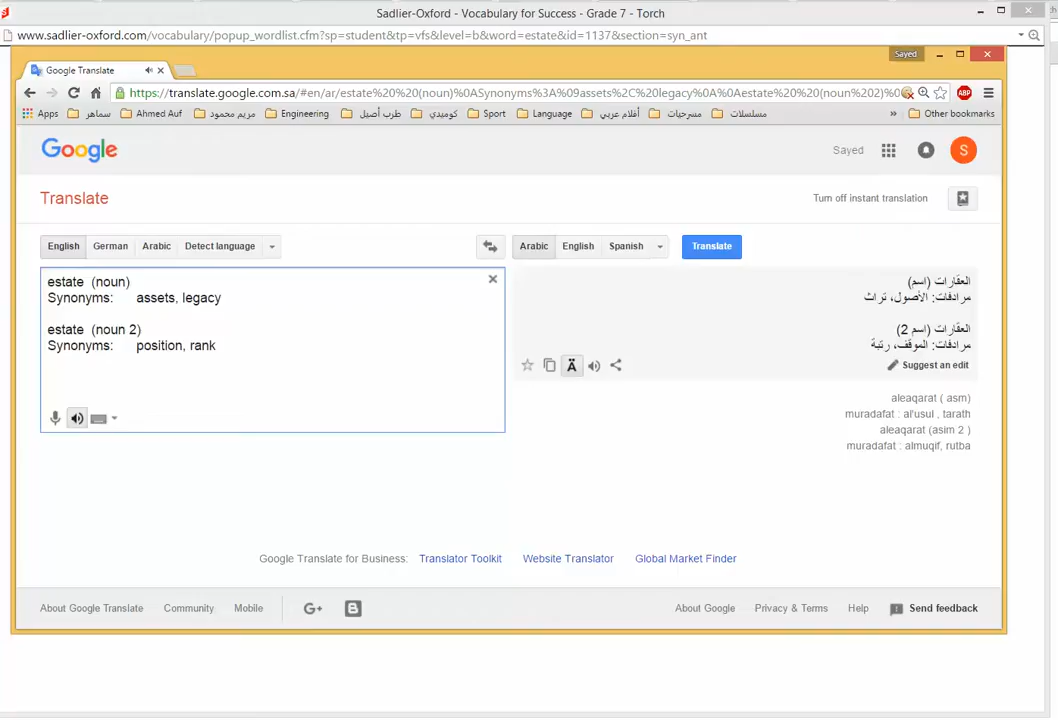 Sadlier-Oxford - Vocabulary for Success - Grade 7 - Torch
www.sadlier-oxford.com/vocabulary/popup_wordlist.cfm?sp=student&tp=vfs&level=b&word=estate&id=1137&section=syn_ant
Sayed
Google Translate
https://translate.google.com.sa/#en/ar/estate%20%20(noun)%0ASynonyms%3A%09assets%2C%20legacy%0A%0Aestate%20%20(noun%202)%0
ABP
Apps سماهر Ahmed Auf مريم محمود Engineering طرب أصيل كوميدي Sport Language أفلام عربي مسرحيات مسلسلات » Other bookmarks
Google
Sayed
S
Translate
Turn off instant translation
English German Arabic Detect language
Arabic English Spanish Translate
estate (noun)
Synonyms: assets, legacy
estate (noun 2)
Synonyms: position, rank
العقارات (اسم)
مرادفات: الأصول، تراث
العقارات (اسم 2)
مرادفات: الموقف، رتبة
Ä
Suggest an edit
aleaqarat ( asm)
muradafat : al'usul , tarath
aleaqarat (asim 2 )
muradafat : almuqif, rutba
Google Translate for Business: Translator Toolkit Website Translator Global Market Finder
About Google Translate Community Mobile G+ B About Google Privacy & Terms Help Send feedback